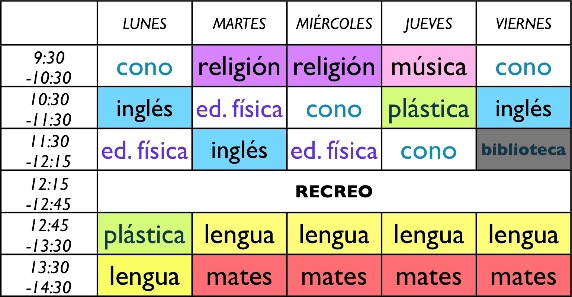 LUNES MARTES MIÉRCOLES JUEVES VIERNES
9:30
-10:30
cono religión religión música cono
10:30
-11:30
inglés ed. física cono plástica inglés
11:30
-12:15
ed. física inglés ed. física cono biblioteca
12:15
-12:45
RECREO
12:45
-13:30
plástica lengua lengua lengua lengua
13:30
-14:30
lengua mates mates mates mates